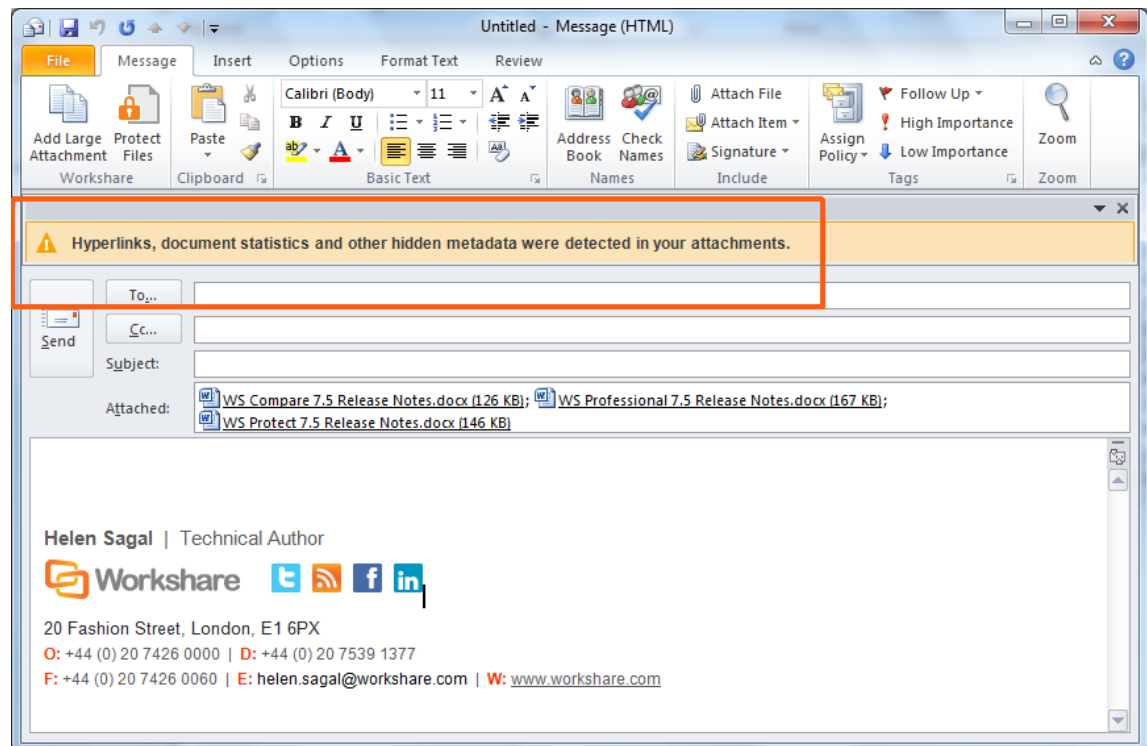 Untitled - Message (HTML)
File Message Insert Options Format Text Review
Add Large Attachment
Protect Files
Workshare
Paste
Clipboard
Calibri (Body) 11
B I U
Basic Text
Address Book
Check Names
Names
Attach File
Attach Item
Signature
Include
Assign Policy
Follow Up
High Importance
Low Importance
Tags
Zoom
Zoom
Hyperlinks, document statistics and other hidden metadata were detected in your attachments.
Send
To...
Cc...
Subject:
Attached:
WS Compare 7.5 Release Notes.docx (126 KB); WS Professional 7.5 Release Notes.docx (167 KB);
WS Protect 7.5 Release Notes.docx (146 KB)
Helen Sagal | Technical Author
Workshare
20 Fashion Street, London, E1 6PX
O: +44 (0) 20 7426 0000 | D: +44 (0) 20 7539 1377
F: +44 (0) 20 7426 0060 | E: helen.sagal@workshare.com | W: www.workshare.com